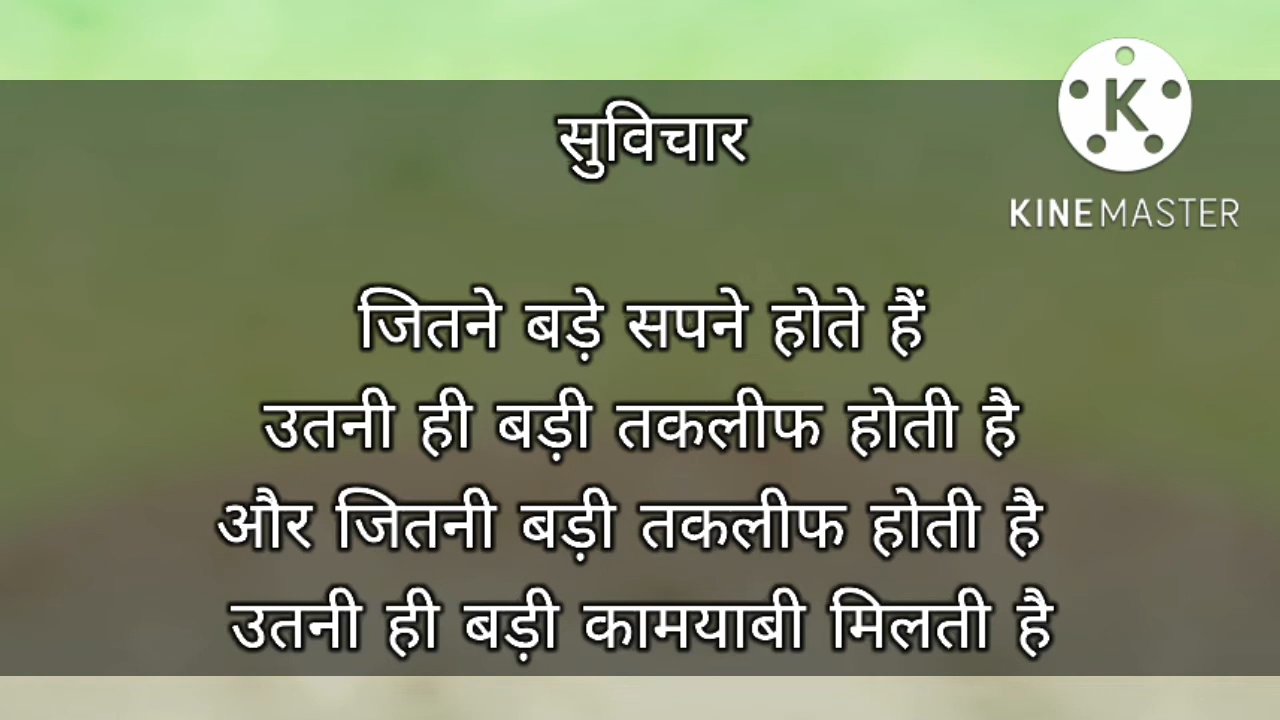 सुविचार
K
KINEMASTER
जितने बड़े सपने होते हैं
उतनी ही बड़ी तकलीफ होती है
और जितनी बड़ी तकलीफ होती है
उतनी ही बड़ी कामयाबी मिलती है